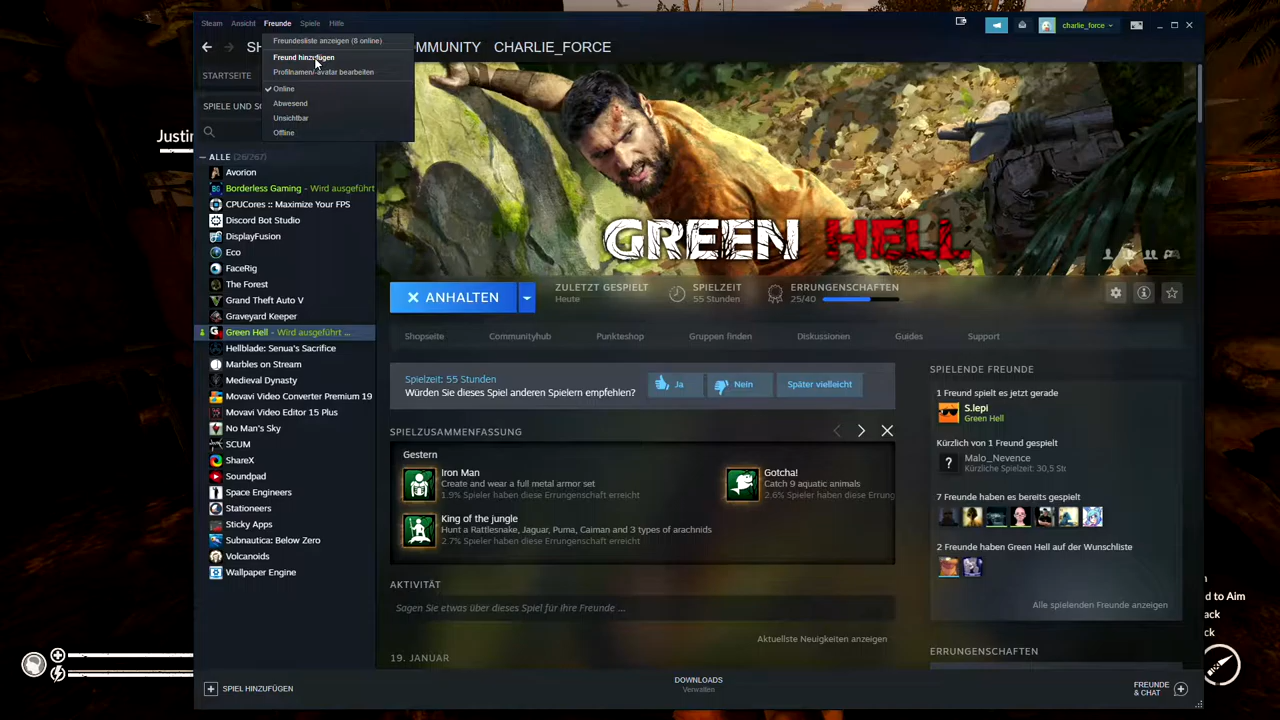 Steam Ansicht Freunde Spiele Hilfe
charlie_force
OMMUNITY CHARLIE_FORCE
Freundesliste anzeigen (8 online)
Freund hinzufügen
Profilnamen/-avatar bearbeiten
Online
Abwesend
Unsichtbar
Offline
STARTSEITE
SPIELE UND
ALLE (26/267)
Avorion
Borderless Gaming - Wird ausgeführt
CPUCores :: Maximize Your FPS
Discord Bot Studio
DisplayFusion
Eco
FaceRig
The Forest
Grand Theft Auto V
Graveyard Keeper
Green Hell - Wird ausgeführt ...
Hellblade: Senua's Sacrifice
Marbles on Stream
Medieval Dynasty
Movavi Video Converter Premium 19
Movavi Video Editor 15 Plus
No Man's Sky
SCUM
ShareX
Soundpad
Space Engineers
Stationeers
Sticky Apps
Subnautica: Below Zero
Volcanoids
Wallpaper Engine
GREEN HELL
ANHALTEN
ZULETZT GESPIELT
Heute
SPIELZEIT
55 Stunden
ERRUNGENSCHAFTEN
25/40
Shopseite Communityhub Punkteshop Gruppen finden Diskussionen Guides Support
Spielzeit: 55 Stunden
Würden Sie dieses Spiel anderen Spielern empfehlen?
Ja
Nein
Später vielleicht
SPIELZUSAMMENFASSUNG
Gestern
Iron Man
Create and wear a full metal armor set
1.9% Spieler haben diese Errungenschaft erreicht
Gotcha!
Catch 9 aquatic animals
2.6% Spieler haben diese Errung
King of the jungle
Hunt a Rattlesnake, Jaguar, Puma, Caiman and 3 types of arachnids
2.7% Spieler haben diese Errungenschaft erreicht
AKTIVITÄT
Sagen Sie etwas über dieses Spiel für Ihre Freunde ...
Aktuellste Neuigkeiten anzeigen
19. JANUAR
SPIELENDE FREUNDE
1 Freund spielt es jetzt gerade
S.lepi
Green Hell
Kürzlich von 1 Freund gespielt
Malo_Nevence
Kürzliche Spielzeit: 30,5 Stc
7 Freunde haben es bereits gespielt
2 Freunde haben Green Hell auf der Wunschliste
Alle spielenden Freunde anzeigen
ERRUNGENSCHAFTEN
SPIEL HINZUFÜGEN
DOWNLOADS
Verwalten
FREUNDE
& CHAT
Justin
d to Aim
ack
ck